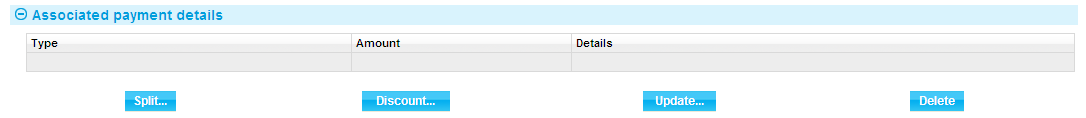 Associated payment details
Type Amount Details
Split... Discount... Update... Delete